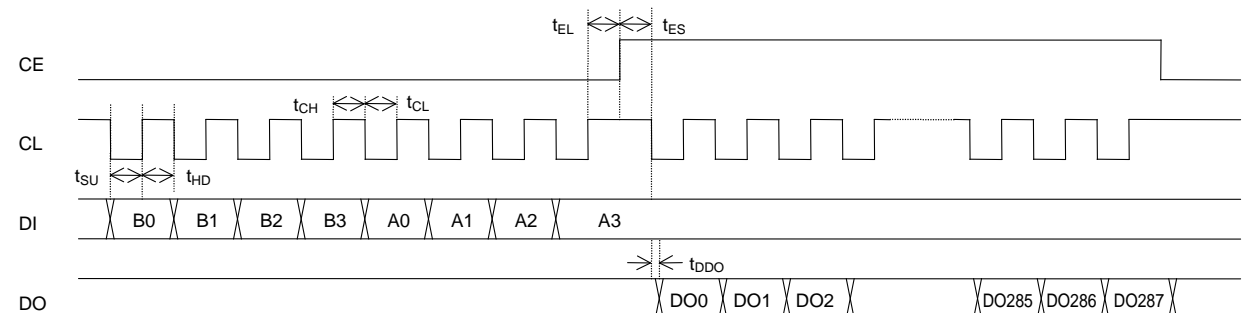 tEL tES
CE
tCH tCL
CL
tSU tHD
DI B0 B1 B2 B3 A0 A1 A2 A3
tDDO
DO DO0 DO1 DO2 DO285 DO286 DO287